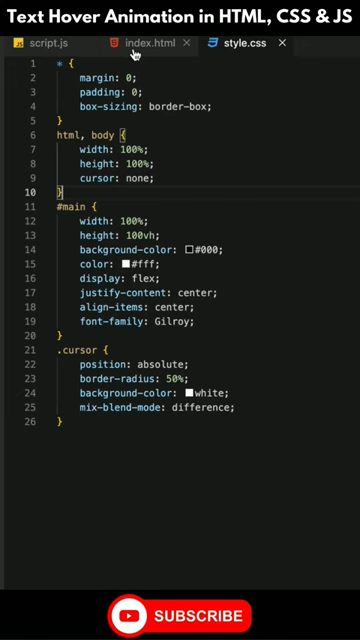 Text Hover Animation in HTML, CSS & JS
JS script.js index.html × style.css ×
1 * {
2 margin: 0;
3 padding: 0;
4 box-sizing: border-box;
5 }
6 html, body {
7 width: 100%;
8 height: 100%;
9 cursor: none;
10 }
11 #main {
12 width: 100%;
13 height: 100vh;
14 background-color: #000;
15 color: #fff;
16 display: flex;
17 justify-content: center;
18 align-items: center;
19 font-family: Gilroy;
20 }
21 .cursor {
22 position: absolute;
23 border-radius: 50%;
24 background-color: white;
25 mix-blend-mode: difference;
26 }
SUBSCRIBE